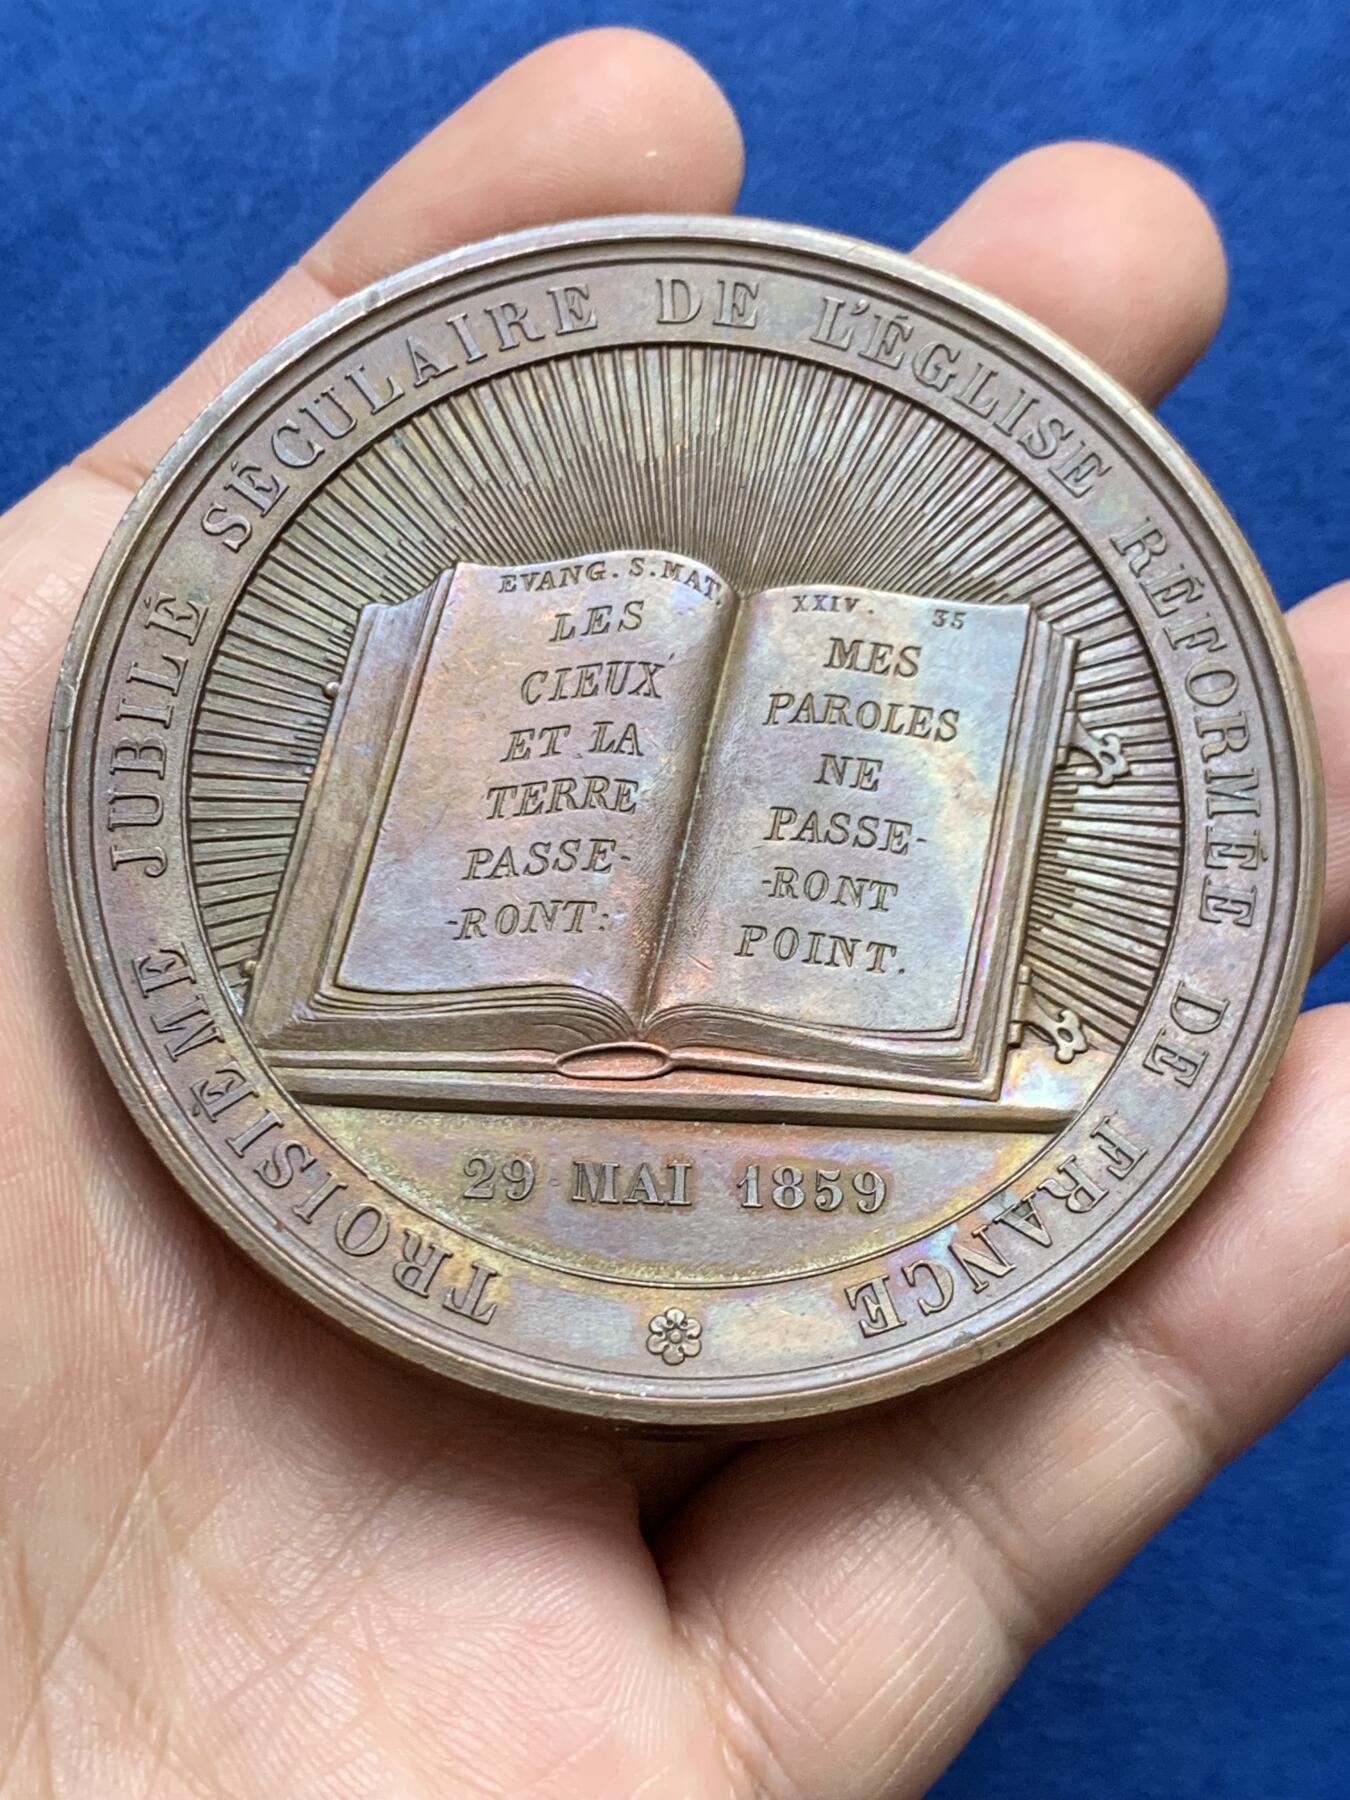 TROISIÈME JUBILÉ SÉCULAIRE DE L'ÉGLISE RÉFORMÉE DE FRANCE
EVANG. S. MAT.
LES
CIEUX
ET LA
TERRE
PASSE-
-RONT:
XXIV. 35
MES
PAROLES
NE
PASSE-
-RONT
POINT.
29 MAI 1859